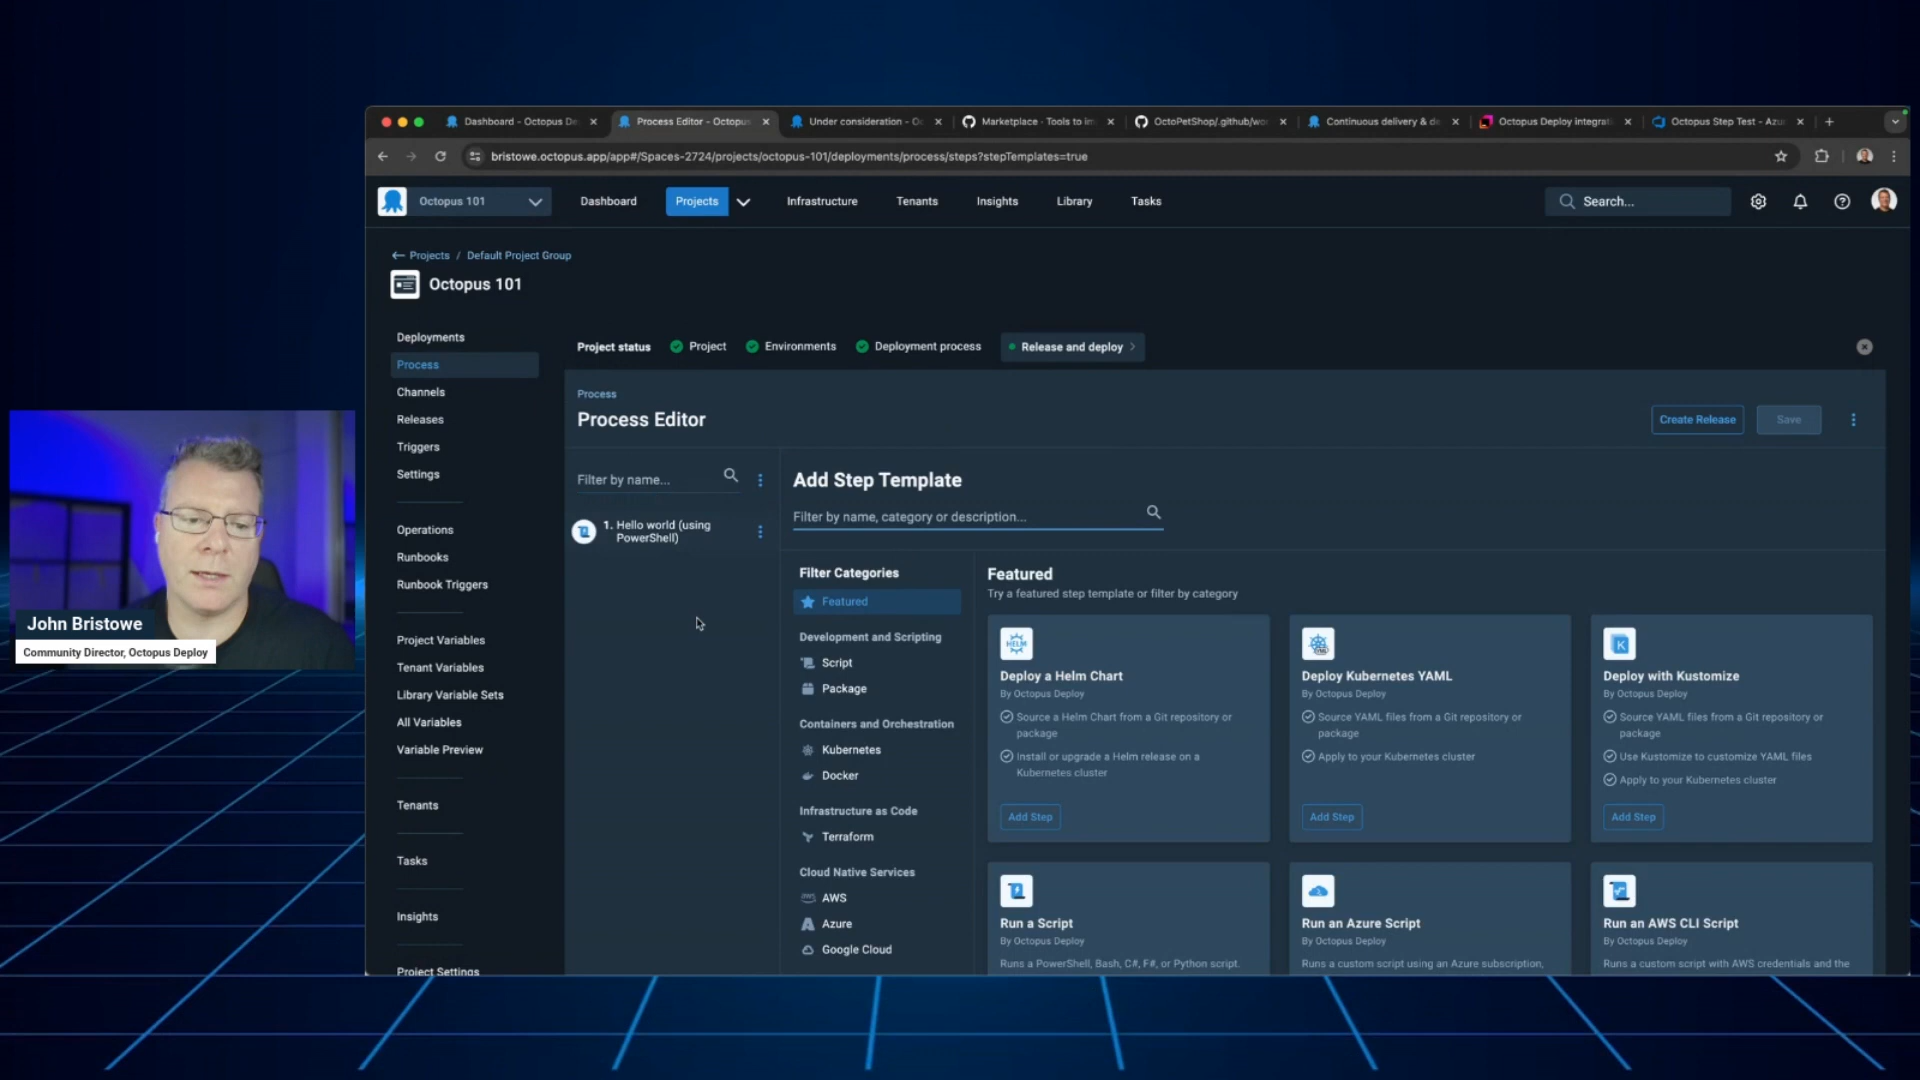 Dashboard - Octopus De
Process Editor - Octopus
Under consideration - Oc
Marketplace · Tools to im
OctoPetShop/.github/wo
Continuous delivery & de
Octopus Deploy integrati
Octopus Step Test - Azu
bristowe.octopus.app/app#/Spaces-2724/projects/octopus-101/deployments/process/steps?stepTemplates=true
Octopus 101
Dashboard
Projects
Infrastructure
Tenants
Insights
Library
Tasks
Search...
Projects / Default Project Group
Octopus 101
Deployments
Process
Channels
Releases
Triggers
Settings
Operations
Runbooks
Runbook Triggers
Project Variables
Tenant Variables
Library Variable Sets
All Variables
Variable Preview
Tenants
Tasks
Insights
Project Settings
Project status
Project
Environments
Deployment process
Release and deploy
Process
Process Editor
Create Release
Save
Filter by name...
1. Hello world (using
PowerShell)
Add Step Template
Filter by name, category or description...
Filter Categories
Featured
Development and Scripting
Script
Package
Containers and Orchestration
Kubernetes
Docker
Infrastructure as Code
Terraform
Cloud Native Services
AWS
Azure
Google Cloud
Featured
Try a featured step template or filter by category
HELM
Deploy a Helm Chart
By Octopus Deploy
Source a Helm Chart from a Git repository or
package
Install or upgrade a Helm release on a
Kubernetes cluster
Add Step
Deploy Kubernetes YAML
By Octopus Deploy
Source YAML files from a Git repository or
package
Apply to your Kubernetes cluster
Add Step
K
Deploy with Kustomize
By Octopus Deploy
Source YAML files from a Git repository or
package
Use Kustomize to customize YAML files
Apply to your Kubernetes cluster
Add Step
Run a Script
By Octopus Deploy
Runs a PowerShell, Bash, C#, F#, or Python script.
Run an Azure Script
By Octopus Deploy
Runs a custom script using an Azure subscription,
Run an AWS CLI Script
By Octopus Deploy
Runs a custom script with AWS credentials and the
John Bristowe
Community Director, Octopus Deploy